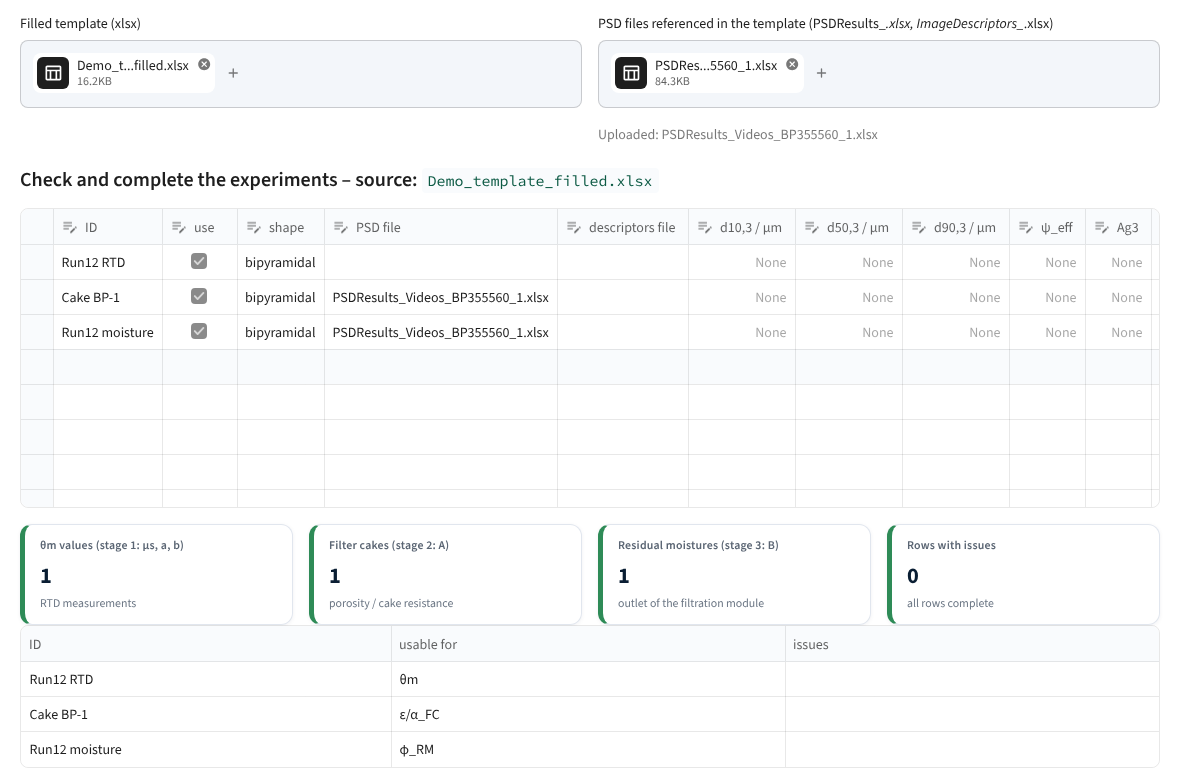 Filled template (xlsx)
PSD files referenced in the template (PSDResults_.xlsx, ImageDescriptors_.xlsx)
Demo_t...filled.xlsx
16.2KB
PSDRes...5560_1.xlsx
84.3KB
Uploaded: PSDResults_Videos_BP355560_1.xlsx
Check and complete the experiments – source: Demo_template_filled.xlsx
ID use shape PSD file descriptors file d10,3 / µm d50,3 / µm d90,3 / µm ψ_eff Ag3
Run12 RTD bipyramidal None None None None None
Cake BP-1 bipyramidal PSDResults_Videos_BP355560_1.xlsx None None None None None
Run12 moisture bipyramidal PSDResults_Videos_BP355560_1.xlsx None None None None None
θm values (stage 1: µs, a, b)
1
RTD measurements
Filter cakes (stage 2: A)
1
porosity / cake resistance
Residual moistures (stage 3: B)
1
outlet of the filtration module
Rows with issues
0
all rows complete
ID usable for issues
Run12 RTD θm
Cake BP-1 ε/α_FC
Run12 moisture φ_RM